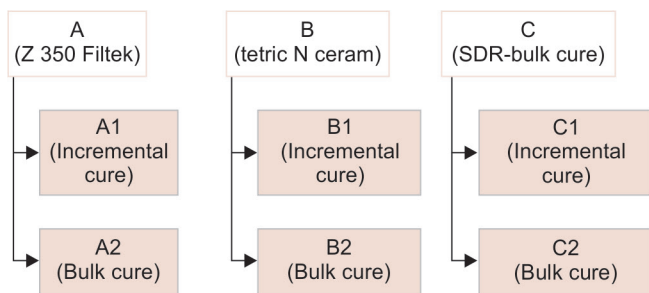 A
(Z 350 Filtek)
B
(tetric N ceram)
C
(SDR-bulk cure)
A1
(Incremental
cure)
B1
(Incremental
cure)
C1
(Incremental
cure)
A2
(Bulk cure)
B2
(Bulk cure)
C2
(Bulk cure)